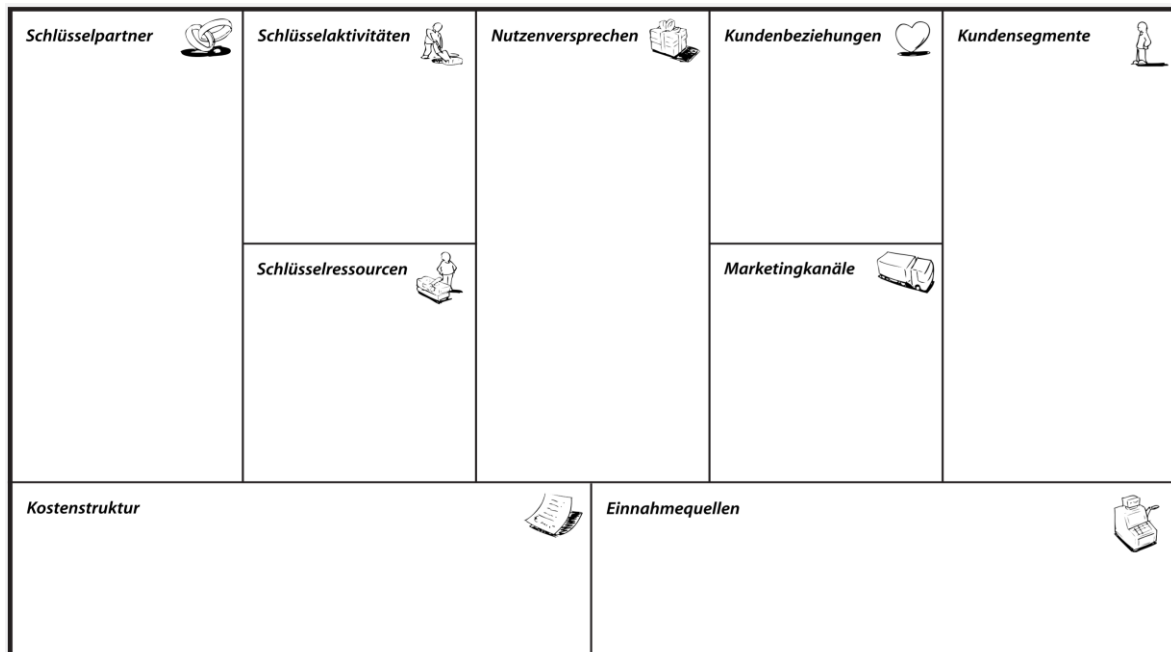 Schlüsselpartner
Schlüsselaktivitäten
Nutzenversprechen
Kundenbeziehungen
Kundensegmente
Schlüsselressourcen
Marketingkanäle
Kostenstruktur
Einnahmequellen